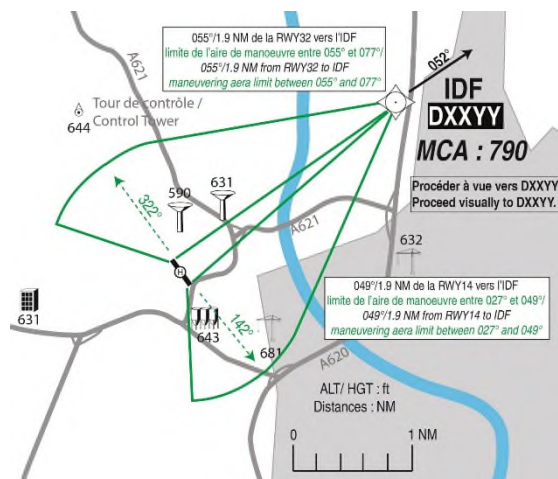 055°/1.9 NM de la RWY32 vers l'IDF
limite de l'aire de manoeuvre entre 055° et 077°/
055°/1.9 NM from RWY32 to IDF
maneuvering aera limit between 055° and 077°
A621
052°
IDF
DXXYY
MCA : 790
Procéder à vue vers DXXYY
Proceed visually to DXXYY.
Tour de contrôle /
Control Tower
644
322°
590
631
A621
632
H
049°/1.9 NM de la RWY14 vers l'IDF
limite de l'aire de manoeuvre entre 027° et 049°/
049°/1.9 NM from RWY14 to IDF
maneuvering aera limit between 027° and 049°
631
643
142°
681
A620
ALT/ HGT : ft
Distances : NM
0
1 NM